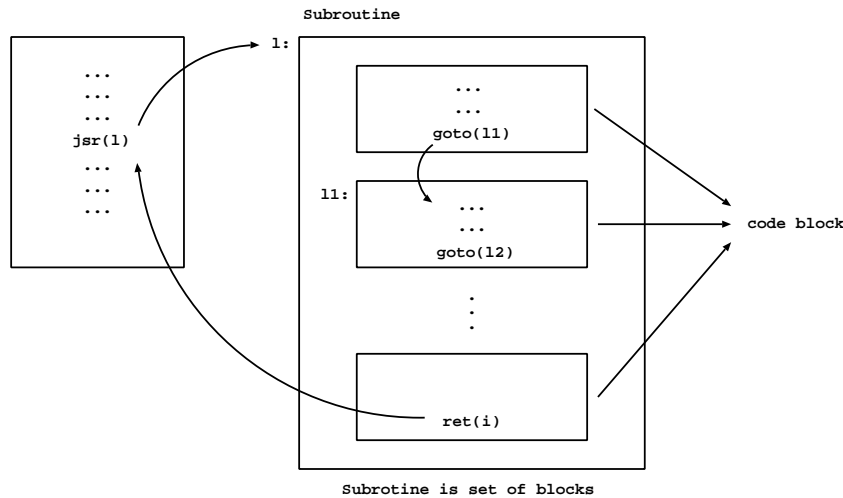 Subroutine
l:
...
...
...
jsr(l)
...
...
...
...
...
goto(l1)
l1:
...
...
goto(l2)
.
.
.
ret(i)
code block
Subrotine is set of blocks